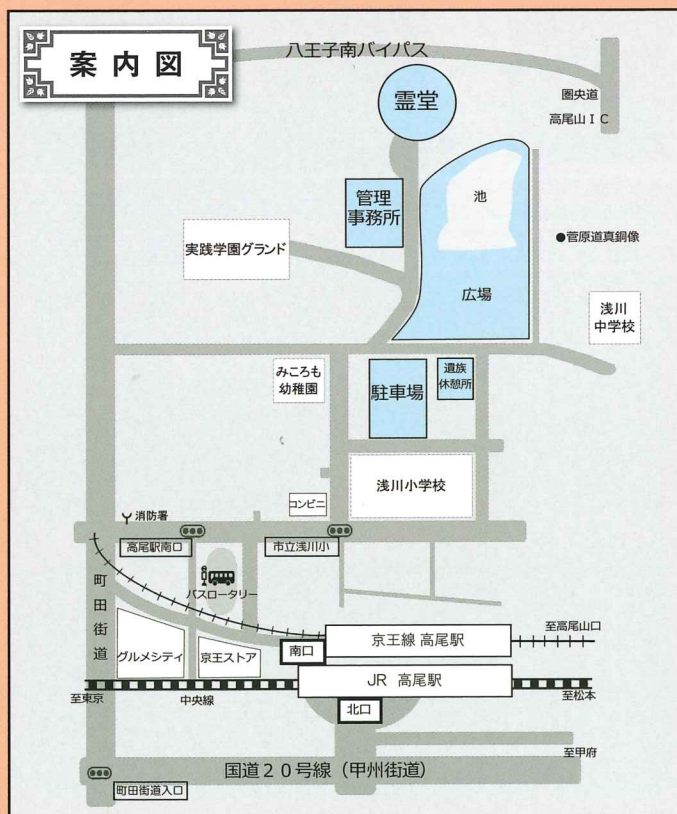 案内図
八王子南バイパス
霊堂
圏央道
高尾山IC
管理
事務所
池
●菅原道真銅像
実践学園グランド
広場
浅川
中学校
みころも
幼稚園
駐車場
遺族
休憩所
浅川小学校
コンビニ
消防署
高尾駅南口
市立浅川小
町田街道
バスロータリー
グルメシティ
京王ストア
南口
京王線 高尾駅
至高尾山口
JR 高尾駅
至東京
中央線
北口
至松本
至甲府
国道20号線(甲州街道)
町田街道入口